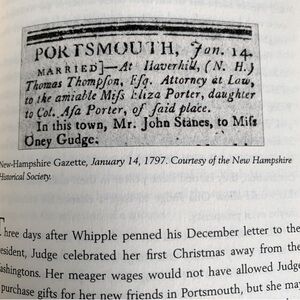 PORTSMOUTH, Jan. 14.
MARRIED]—At Haverhill, (N. H.)
Thomas Thompson, Esq. Attorney at Law,
to the amiable Miſs Eliza Porter, daughter
to Col. Aſa Porter, of ſaid place.
In this town, Mr. John Stanes, to Miſs
Oney Gudge.
New-Hampshire Gazette, January 14, 1797. Courtesy of the New Hampshire
Historical Society.
hree days after Whipple penned his December letter to the
esident, Judge celebrated her first Christmas away from the
ashingtons. Her meager wages would not have allowed Judge
purchase gifts for her new friends in Portsmouth, but she may